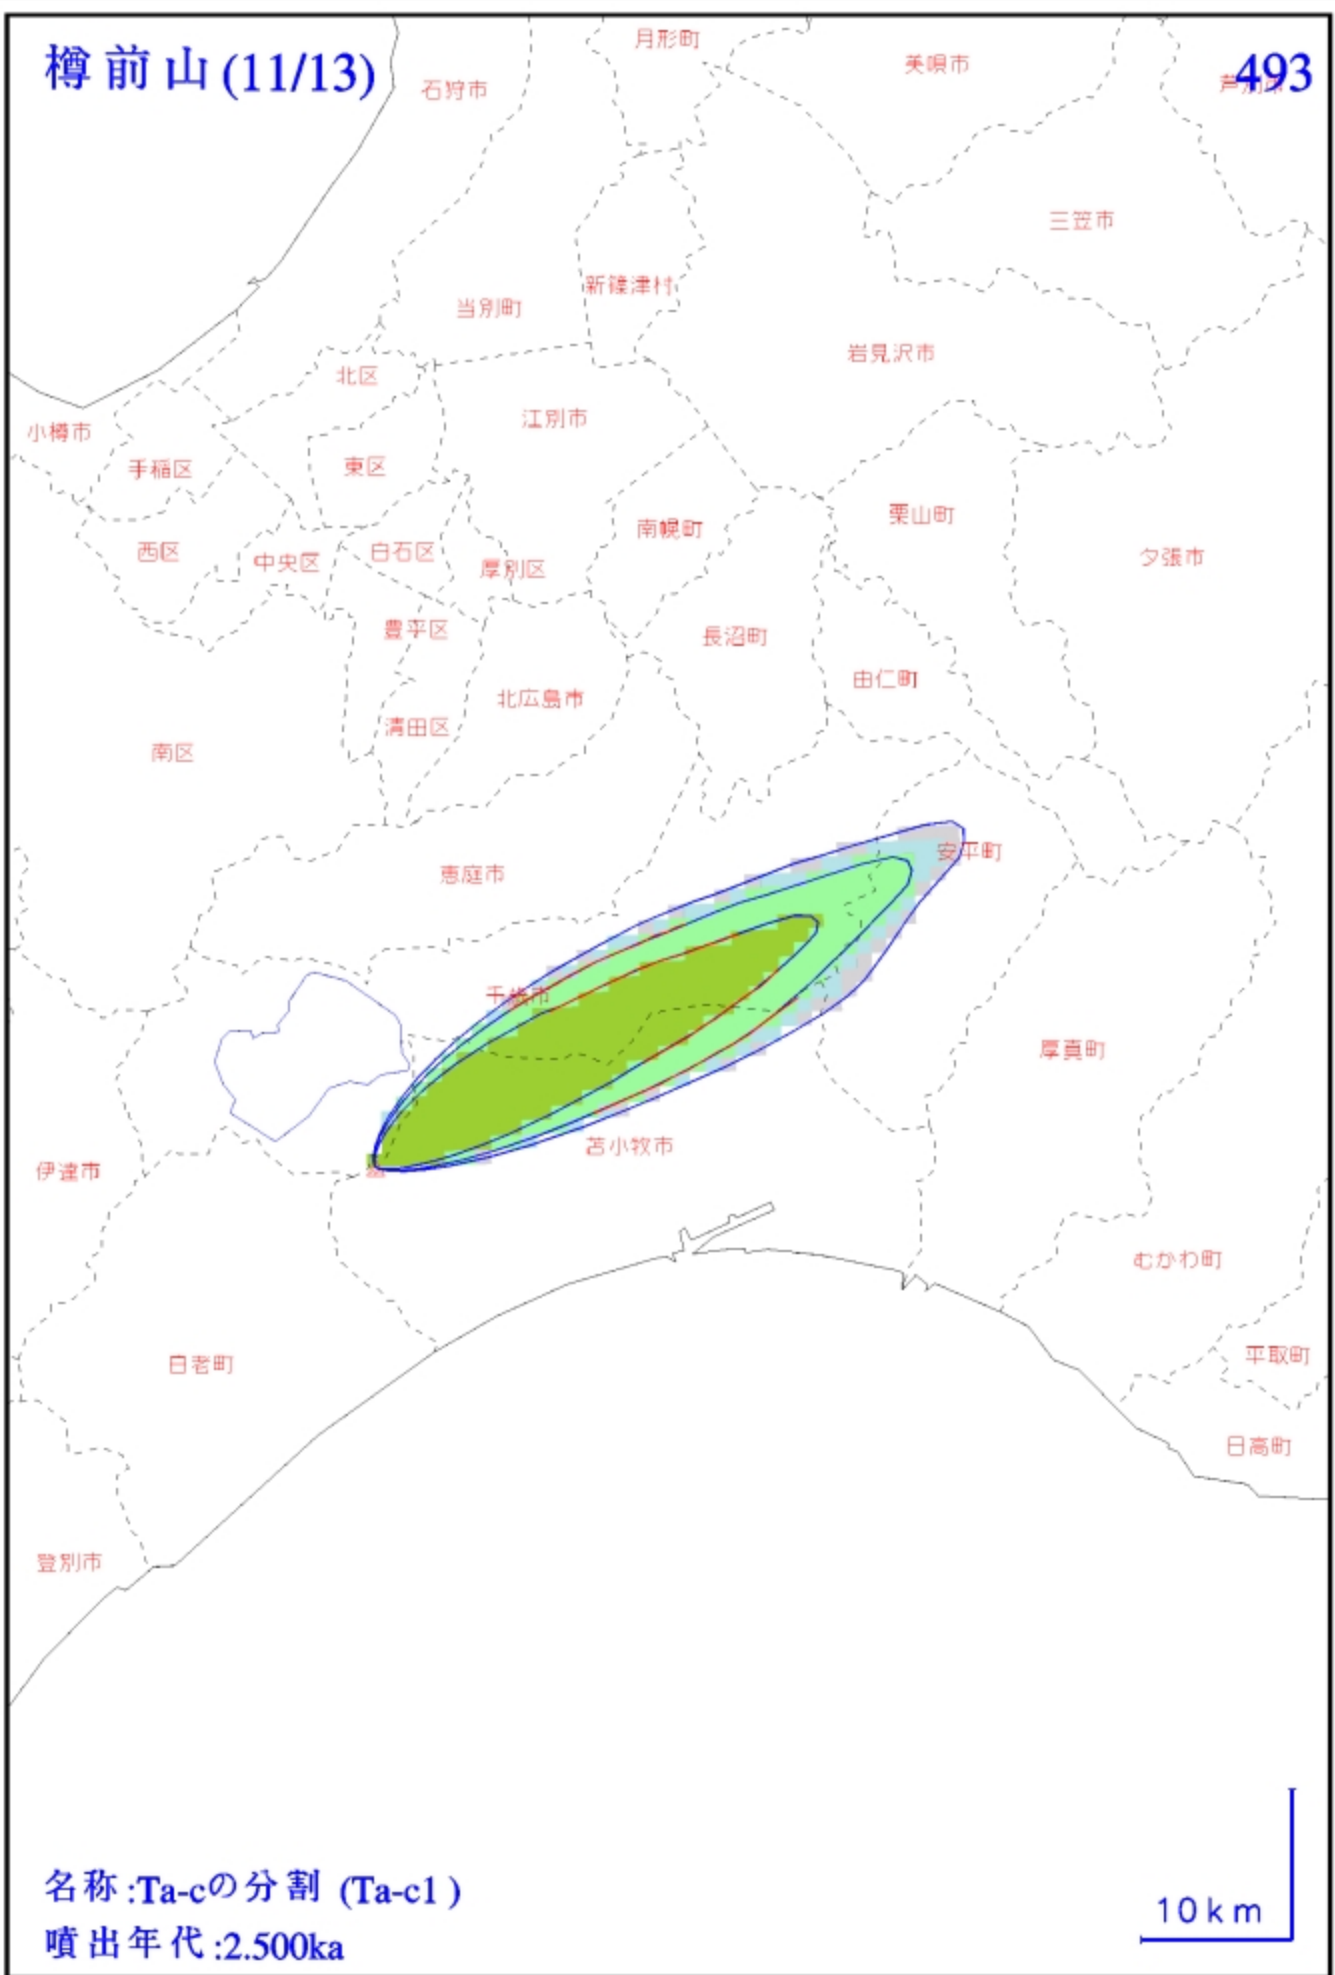 樽前山(11/13)
493
月形町
美唄市
石狩市
芦別市
三笠市
新篠津村
当別町
岩見沢市
北区
江別市
小樽市
手稲区
東区
栗山町
南幌町
西区
中央区
白石区
厚別区
夕張市
豊平区
長沼町
由仁町
北広島市
清田区
南区
安平町
恵庭市
千歳市
厚真町
苫小牧市
伊達市
むかわ町
平取町
白老町
日高町
登別市
名称:Ta-cの分割 (Ta-c1 )
噴出年代:2.500ka
10km